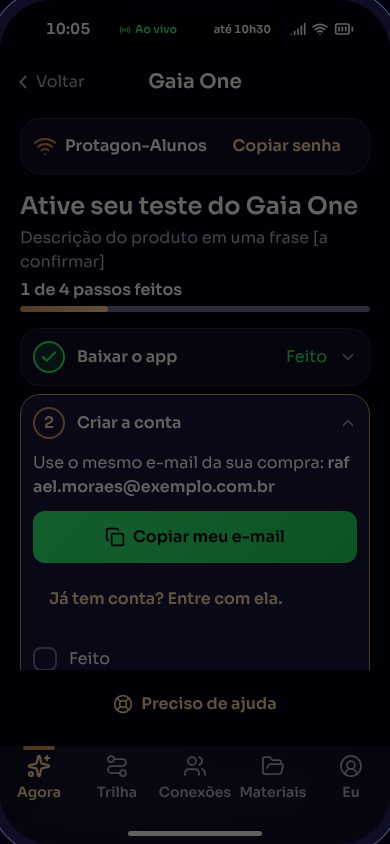 10:05
Ao vivo
até 10h30
Voltar
Gaia One
Protagon-Alunos
Copiar senha
Ative seu teste do Gaia One
Descrição do produto em uma frase [a
confirmar]
1 de 4 passos feitos
Baixar o app
Feito
2
Criar a conta
Use o mesmo e-mail da sua compra: raf
ael.moraes@exemplo.com.br
Copiar meu e-mail
Já tem conta? Entre com ela.
Feito
Preciso de ajuda
Agora
Trilha
Conexões
Materiais
Eu